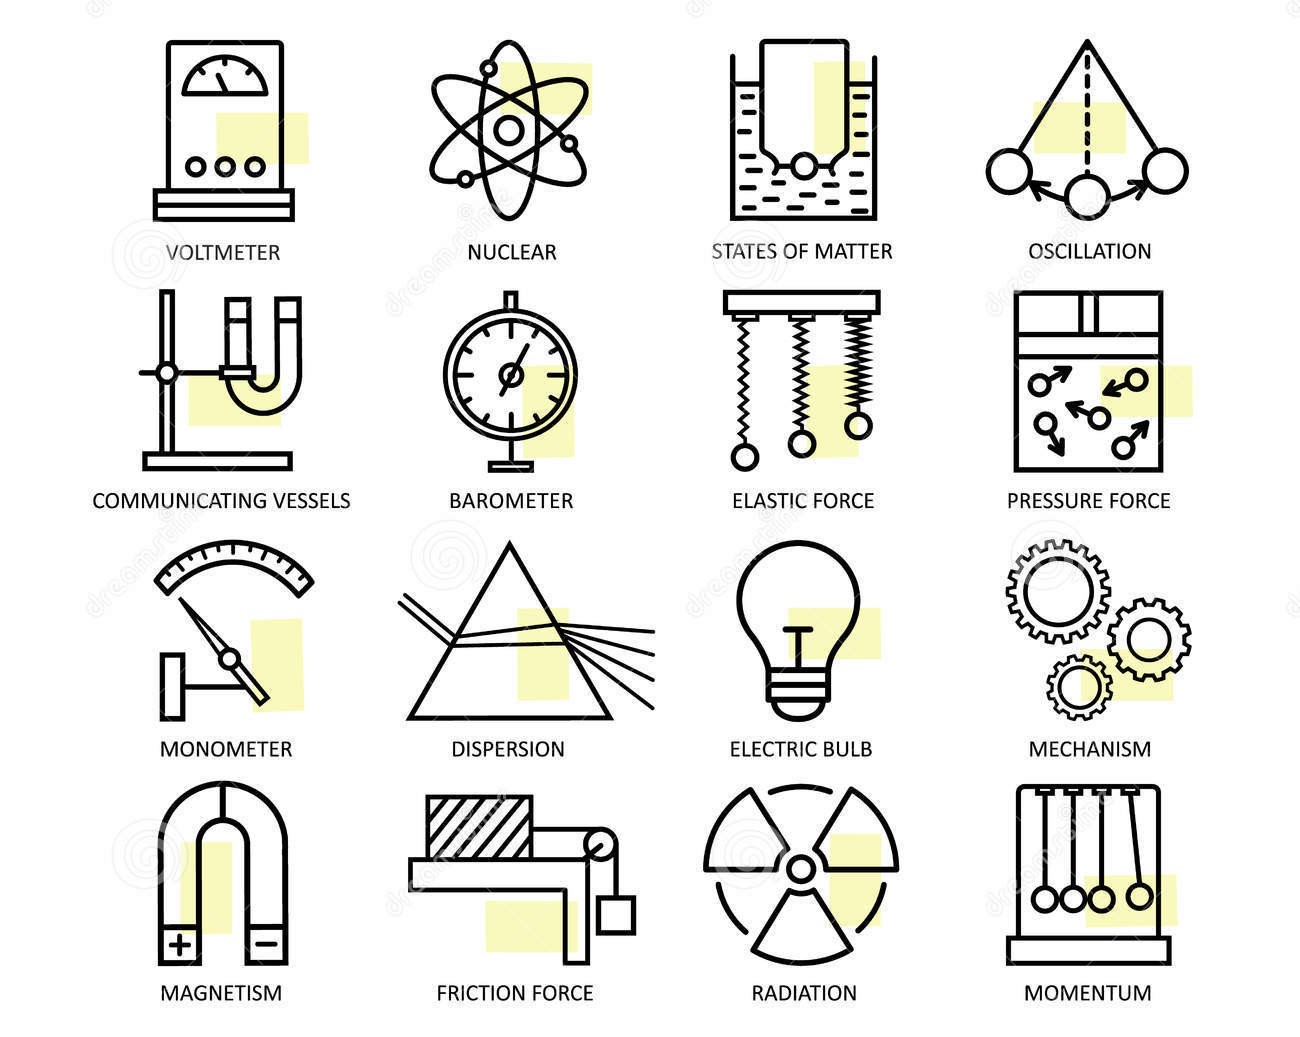 VOLTMETER
NUCLEAR
STATES OF MATTER
OSCILLATION
COMMUNICATING VESSELS
BAROMETER
ELASTIC FORCE
PRESSURE FORCE
MONOMETER
DISPERSION
ELECTRIC BULB
MECHANISM
+
−
MAGNETISM
FRICTION FORCE
RADIATION
MOMENTUM